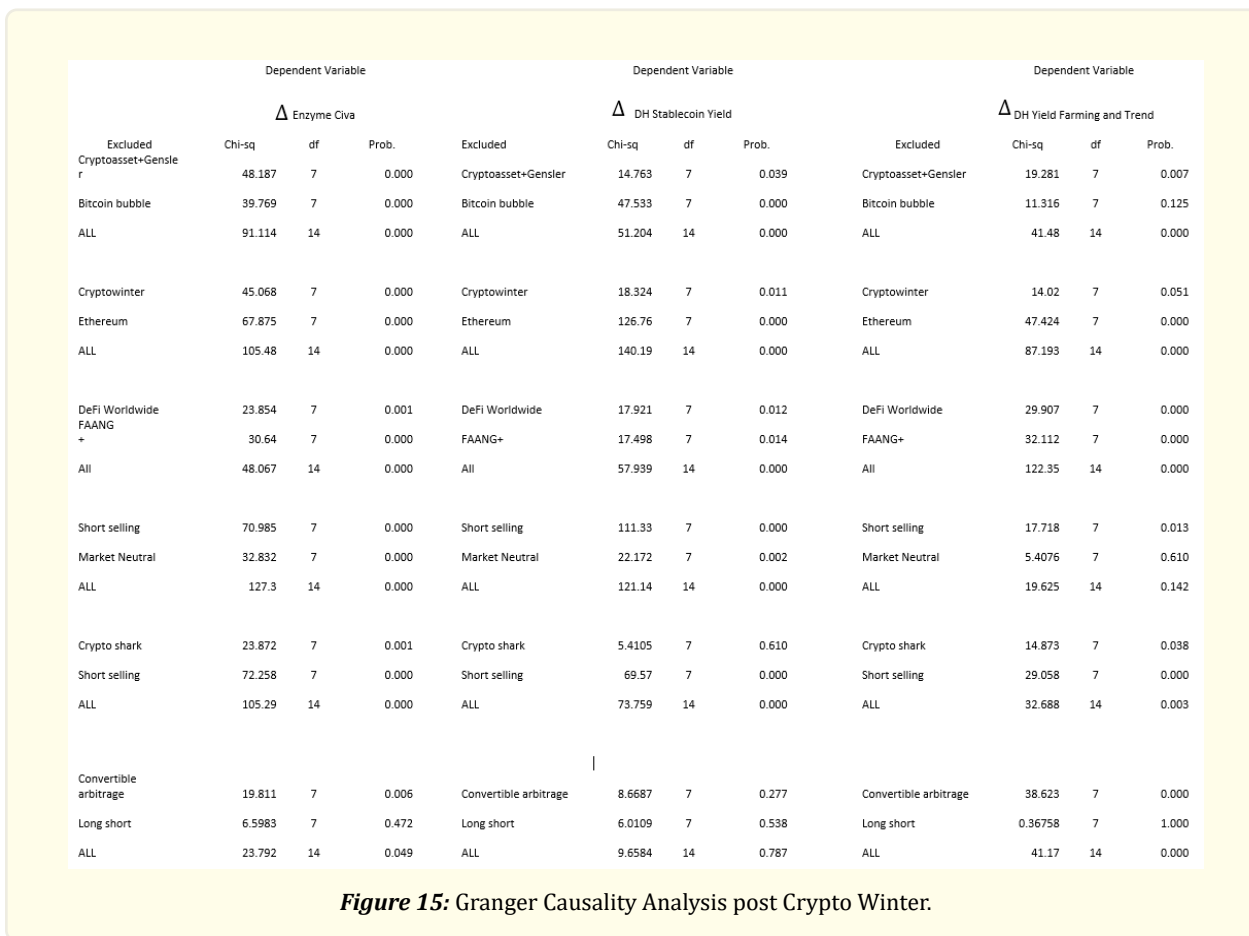 Dependent Variable Dependent Variable Dependent Variable
Δ Enzyme Civa Δ DH Stablecoin Yield Δ DH Yield Farming and Trend
Excluded Chi-sq df Prob. Excluded Chi-sq df Prob. Excluded Chi-sq df Prob.
Cryptoasset+Gensle
r 48.187 7 0.000 Cryptoasset+Gensler 14.763 7 0.039 Cryptoasset+Gensler 19.281 7 0.007
Bitcoin bubble 39.769 7 0.000 Bitcoin bubble 47.533 7 0.000 Bitcoin bubble 11.316 7 0.125
ALL 91.114 14 0.000 ALL 51.204 14 0.000 ALL 41.48 14 0.000
Cryptowinter 45.068 7 0.000 Cryptowinter 18.324 7 0.011 Cryptowinter 14.02 7 0.051
Ethereum 67.875 7 0.000 Ethereum 126.76 7 0.000 Ethereum 47.424 7 0.000
ALL 105.48 14 0.000 ALL 140.19 14 0.000 ALL 87.193 14 0.000
DeFi Worldwide 23.854 7 0.001 DeFi Worldwide 17.921 7 0.012 DeFi Worldwide 29.907 7 0.000
FAANG
+ 30.64 7 0.000 FAANG+ 17.498 7 0.014 FAANG+ 32.112 7 0.000
All 48.067 14 0.000 All 57.939 14 0.000 All 122.35 14 0.000
Short selling 70.985 7 0.000 Short selling 111.33 7 0.000 Short selling 17.718 7 0.013
Market Neutral 32.832 7 0.000 Market Neutral 22.172 7 0.002 Market Neutral 5.4076 7 0.610
ALL 127.3 14 0.000 ALL 121.14 14 0.000 ALL 19.625 14 0.142
Crypto shark 23.872 7 0.001 Crypto shark 5.4105 7 0.610 Crypto shark 14.873 7 0.038
Short selling 72.258 7 0.000 Short selling 69.57 7 0.000 Short selling 29.058 7 0.000
ALL 105.29 14 0.000 ALL 73.759 14 0.000 ALL 32.688 14 0.003
Convertible
arbitrage 19.811 7 0.006 Convertible arbitrage 8.6687 7 0.277 Convertible arbitrage 38.623 7 0.000
Long short 6.5983 7 0.472 Long short 6.0109 7 0.538 Long short 0.36758 7 1.000
ALL 23.792 14 0.049 ALL 9.6584 14 0.787 ALL 41.17 14 0.000
Figure 15: Granger Causality Analysis post Crypto Winter.